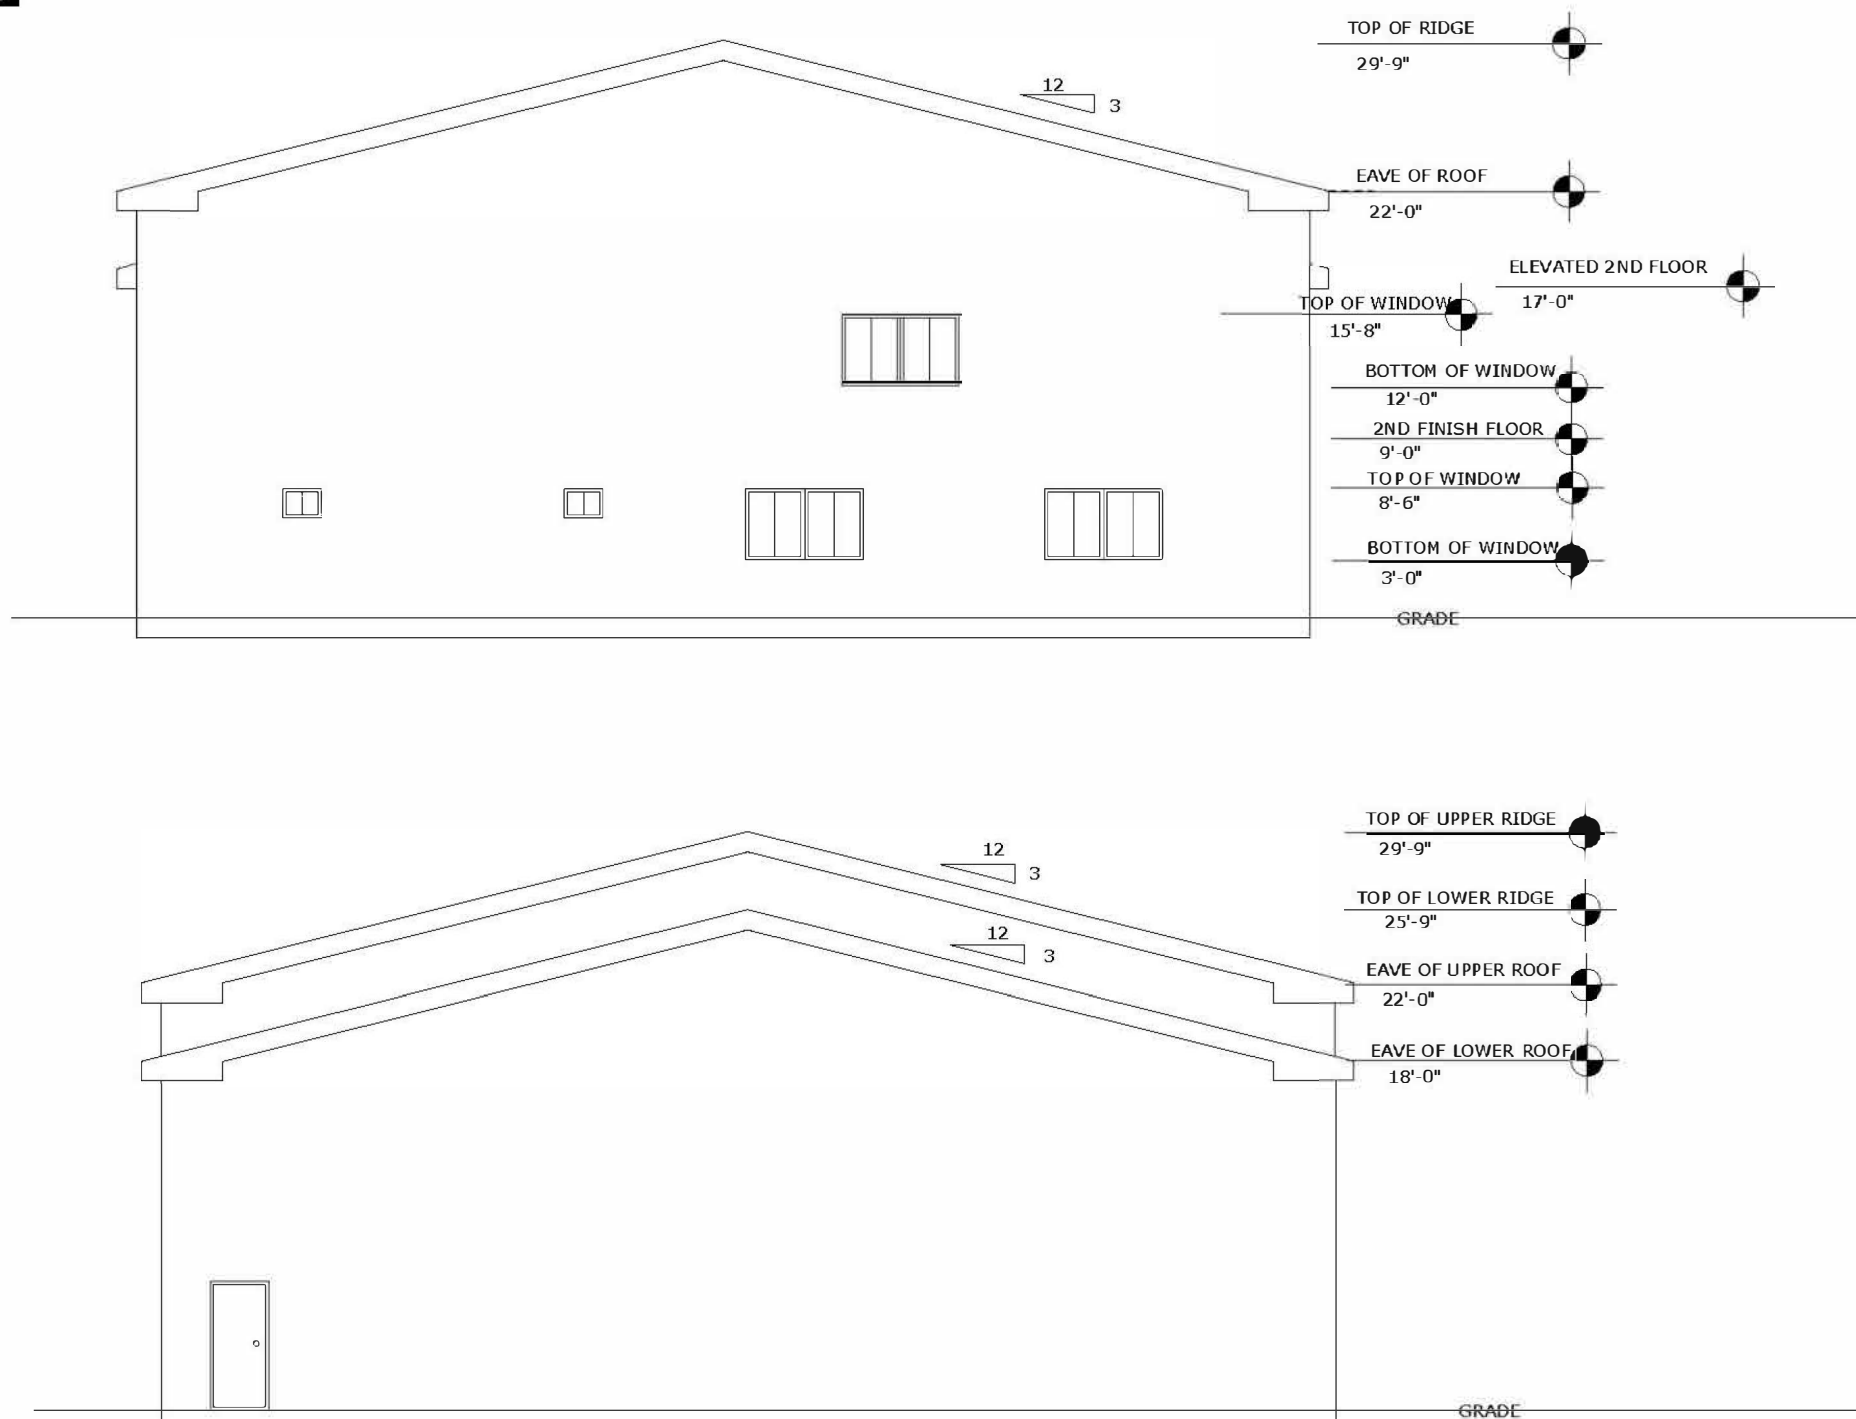 TOP OF RIDGE
29'-9"
12
3
EAVE OF ROOF
22'-0"
ELEVATED 2ND FLOOR
17'-0"
TOP OF WINDOW
15'-8"
BOTTOM OF WINDOW
12'-0"
2ND FINISH FLOOR
9'-0"
TOP OF WINDOW
8'-6"
BOTTOM OF WINDOW
3'-0"
GRADE
TOP OF UPPER RIDGE
29'-9"
12
3
TOP OF LOWER RIDGE
25'-9"
12
3
EAVE OF UPPER ROOF
22'-0"
EAVE OF LOWER ROOF
18'-0"
GRADE